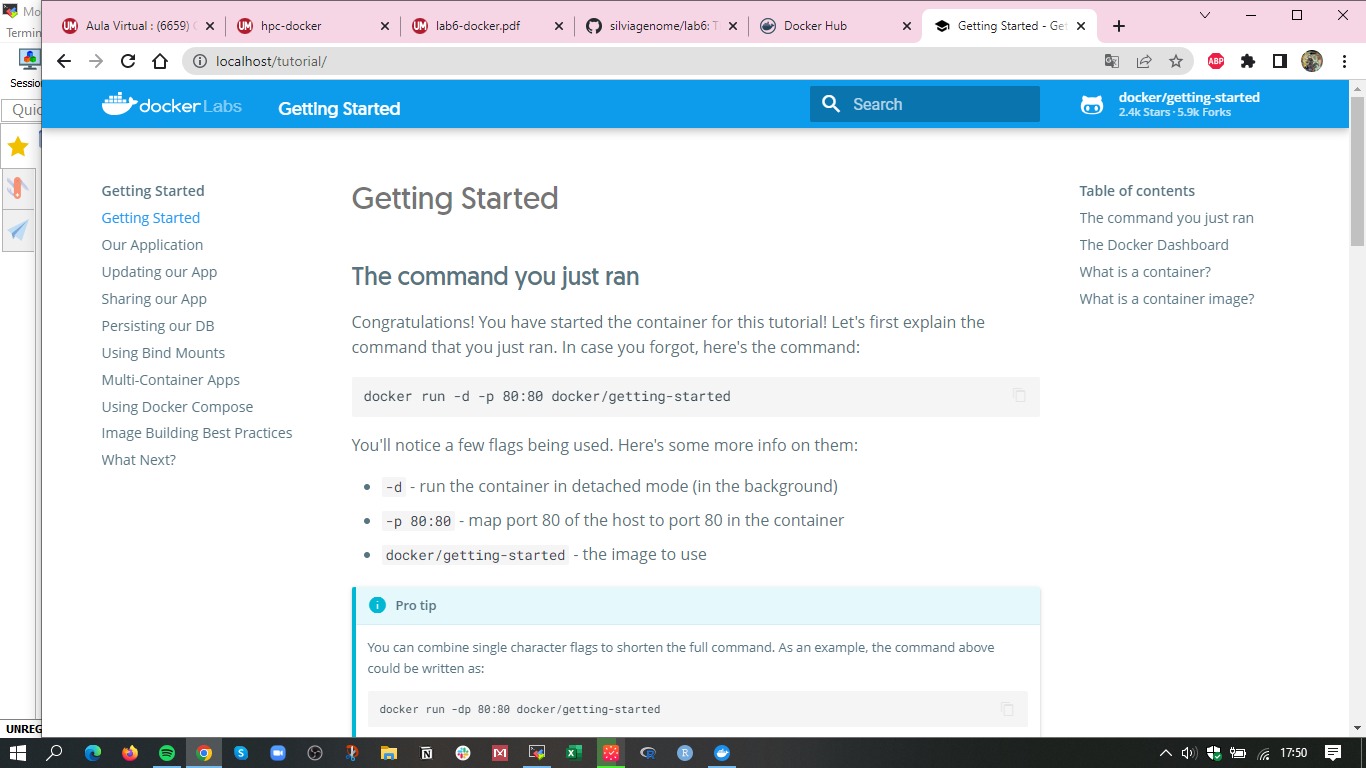 Mo
Aula Virtual : (6659)
hpc-docker
lab6-docker.pdf
silviagenome/lab6: T
Docker Hub
Getting Started - Get
Termin
localhost/tutorial/
ABP
Sessio
Quic
docker Labs
Getting Started
Search
docker/getting-started
2.4k Stars · 5.9k Forks
Getting Started
Getting Started
Our Application
Updating our App
Sharing our App
Persisting our DB
Using Bind Mounts
Multi-Container Apps
Using Docker Compose
Image Building Best Practices
What Next?
Getting Started
The command you just ran
Congratulations! You have started the container for this tutorial! Let's first explain the
command that you just ran. In case you forgot, here's the command:
docker run -d -p 80:80 docker/getting-started
You'll notice a few flags being used. Here's some more info on them:
-d - run the container in detached mode (in the background)
-p 80:80 - map port 80 of the host to port 80 in the container
docker/getting-started - the image to use
Pro tip
You can combine single character flags to shorten the full command. As an example, the command above
could be written as:
docker run -dp 80:80 docker/getting-started
Table of contents
The command you just ran
The Docker Dashboard
What is a container?
What is a container image?
UNREG
17:50